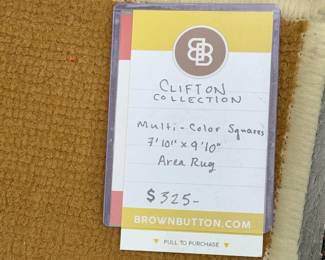 BB
CLIFTON
COLLECTION
Multi-Color Squares
7'10" x 9'10"
Area Rug
$325-
BROWNBUTTON.COM
PULL TO PURCHASE